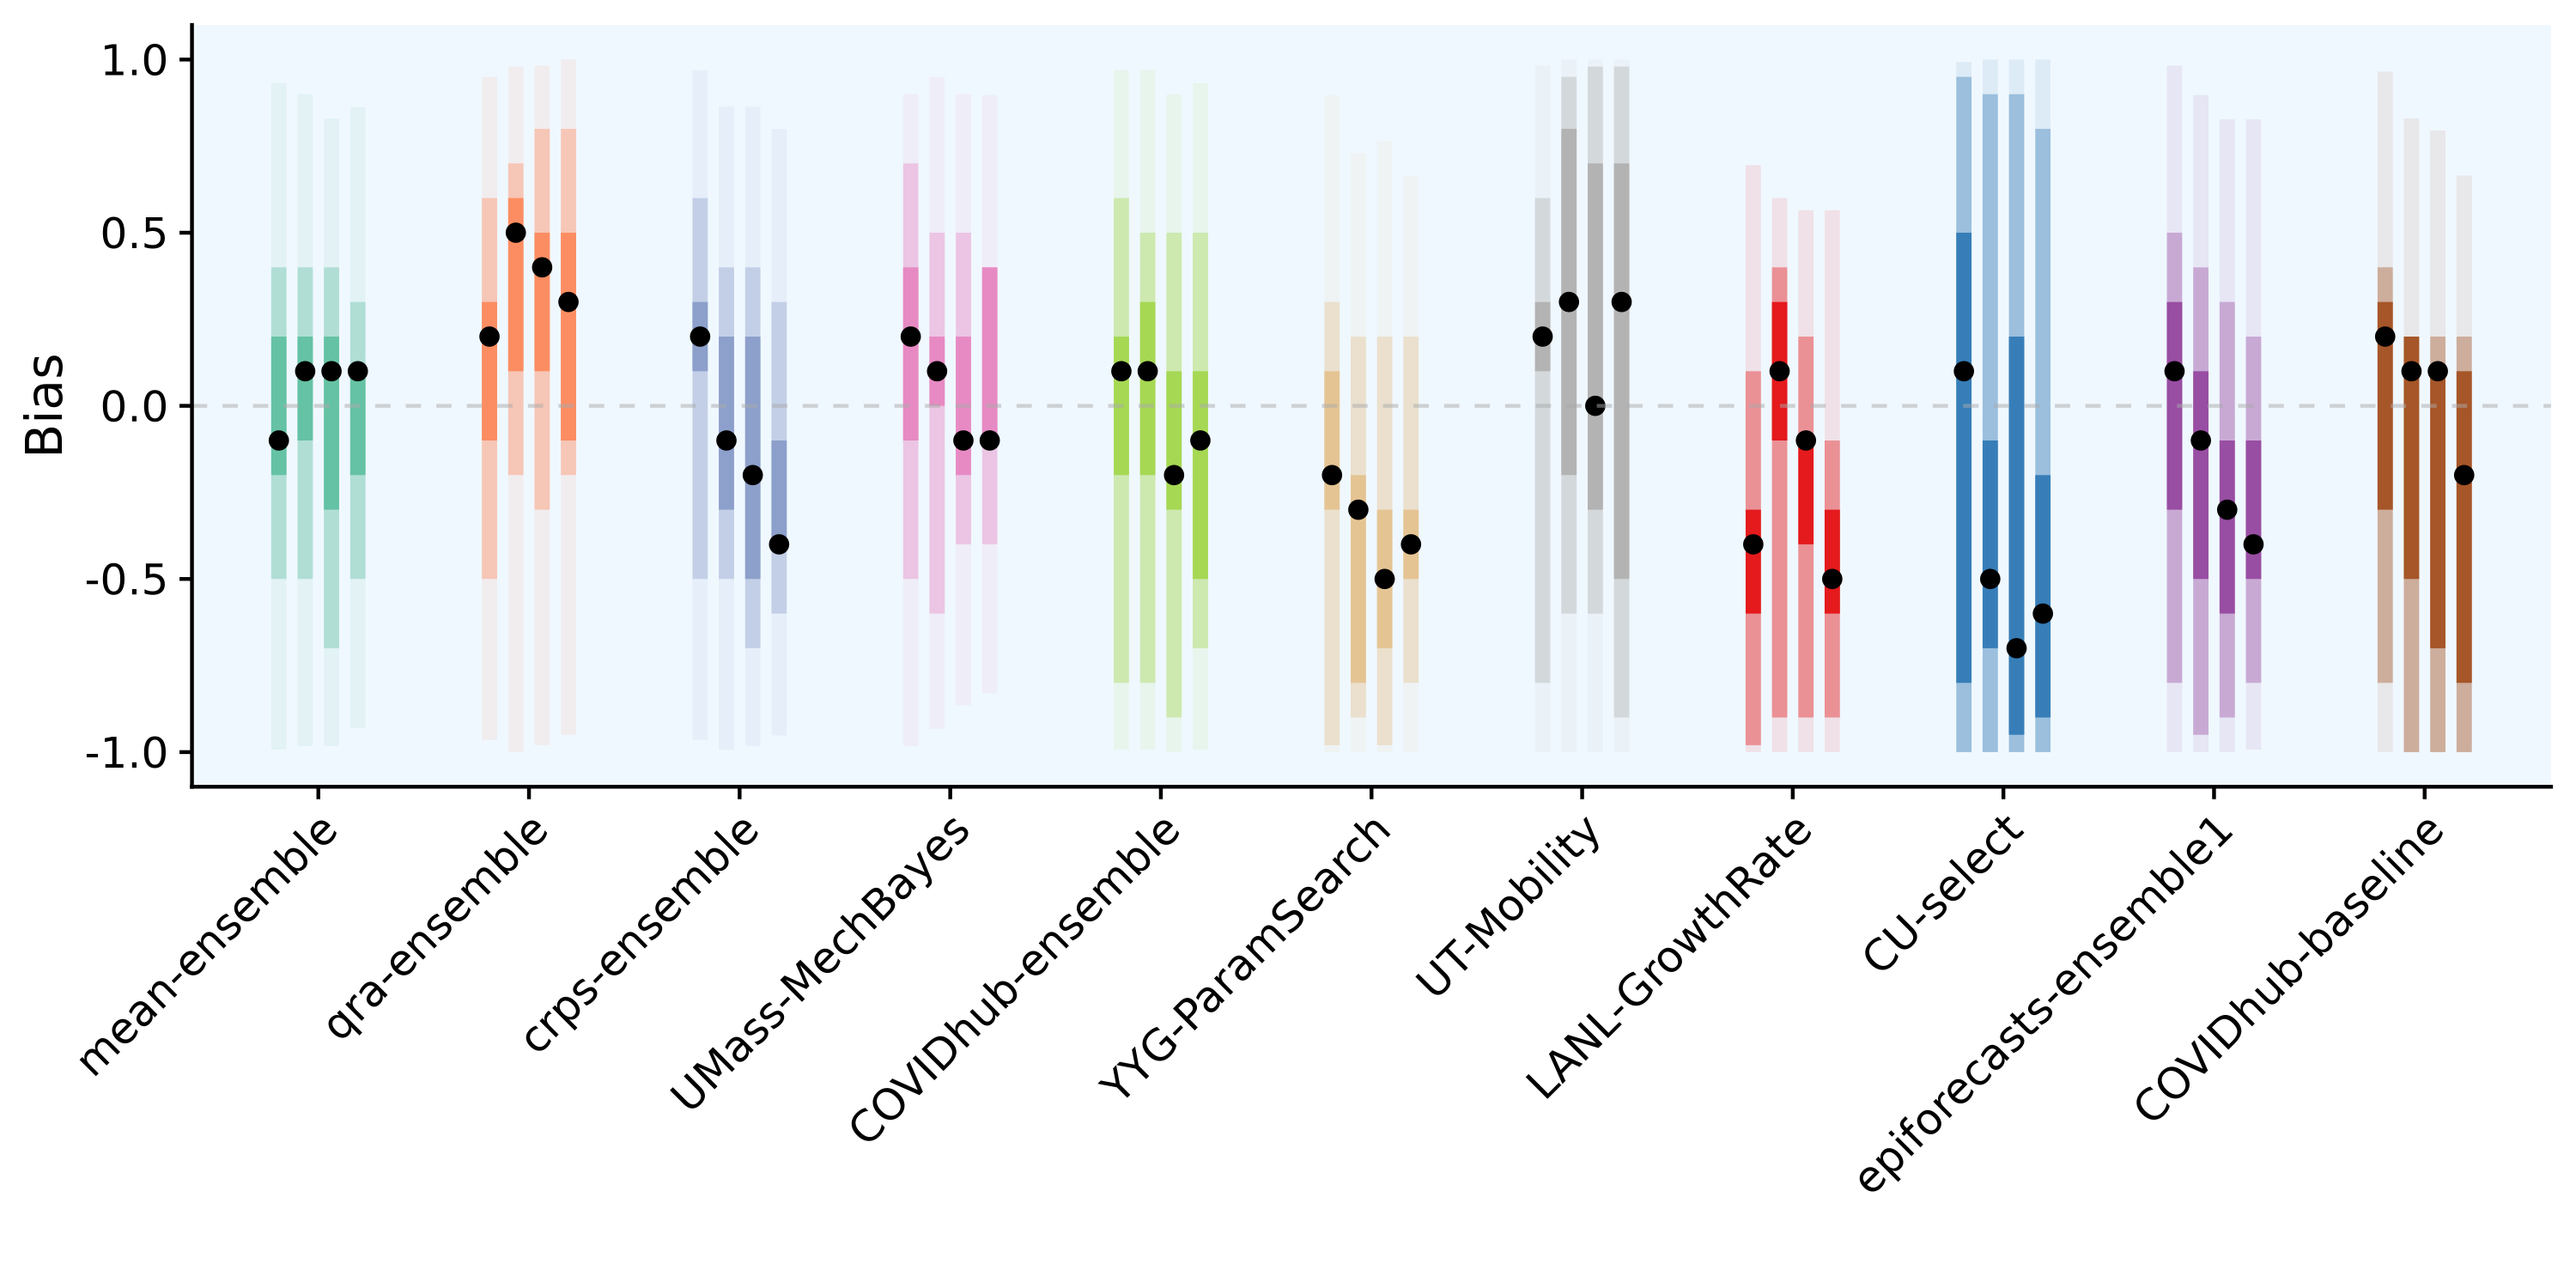 1.0
0.5
0.0
-0.5
-1.0
Bias
mean-ensemble
qra-ensemble
crps-ensemble
UMass-MechBayes
COVIDhub-ensemble
YYG-ParamSearch
UT-Mobility
LANL-GrowthRate
CU-select
epiforecasts-ensemble1
COVIDhub-baseline